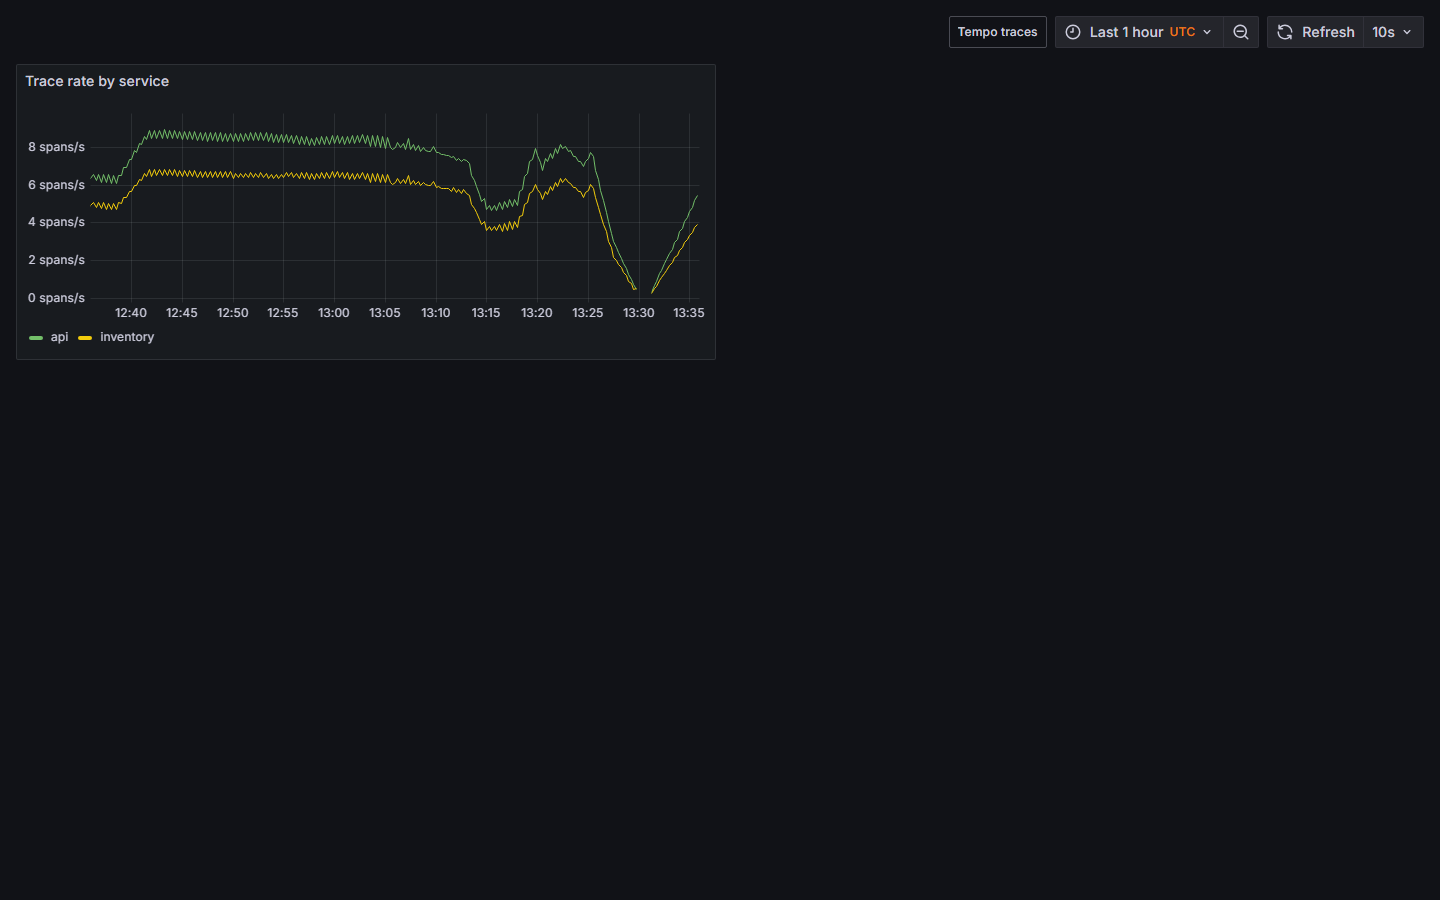 Tempo traces
Last 1 hour UTC
Refresh
10s
Trace rate by service
8 spans/s
6 spans/s
4 spans/s
2 spans/s
0 spans/s
12:40 12:45 12:50 12:55 13:00 13:05 13:10 13:15 13:20 13:25 13:30 13:35
api inventory